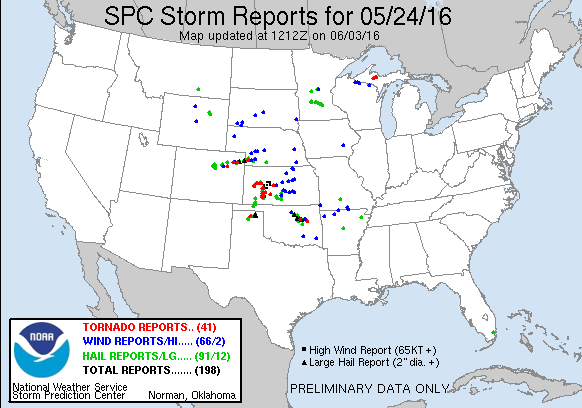 SPC Storm Reports for 05/24/16
Map updated at 1212Z on 06/03/16
NOAA
TORNADO REPORTS.. (41)
WIND REPORTS/HI..... (66/2)
HAIL REPORTS/LG..... (91/12)
TOTAL REPORTS....... (198)
National Weather Service
Storm Prediction Center Norman, Oklahoma
High Wind Report (65KT +)
Large Hail Report (2" dia. +)
PRELIMINARY DATA ONLY